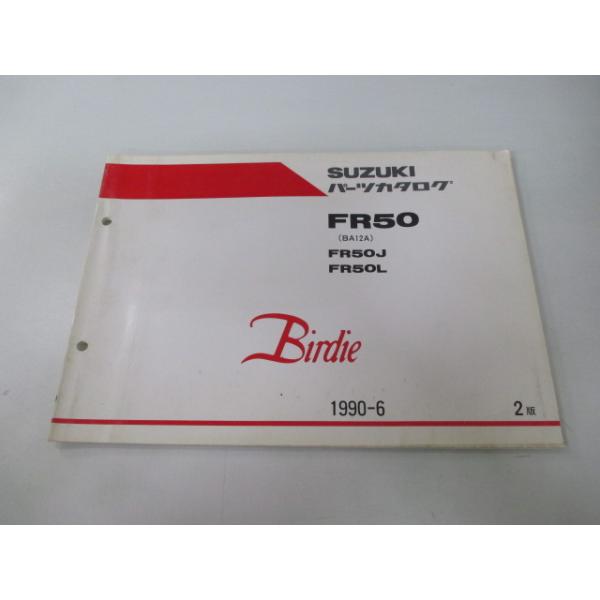 SUZUKI
パーツカタログ
FR50
(BA12A)
FR50J
FR50L
Birdie
1990-6
2版